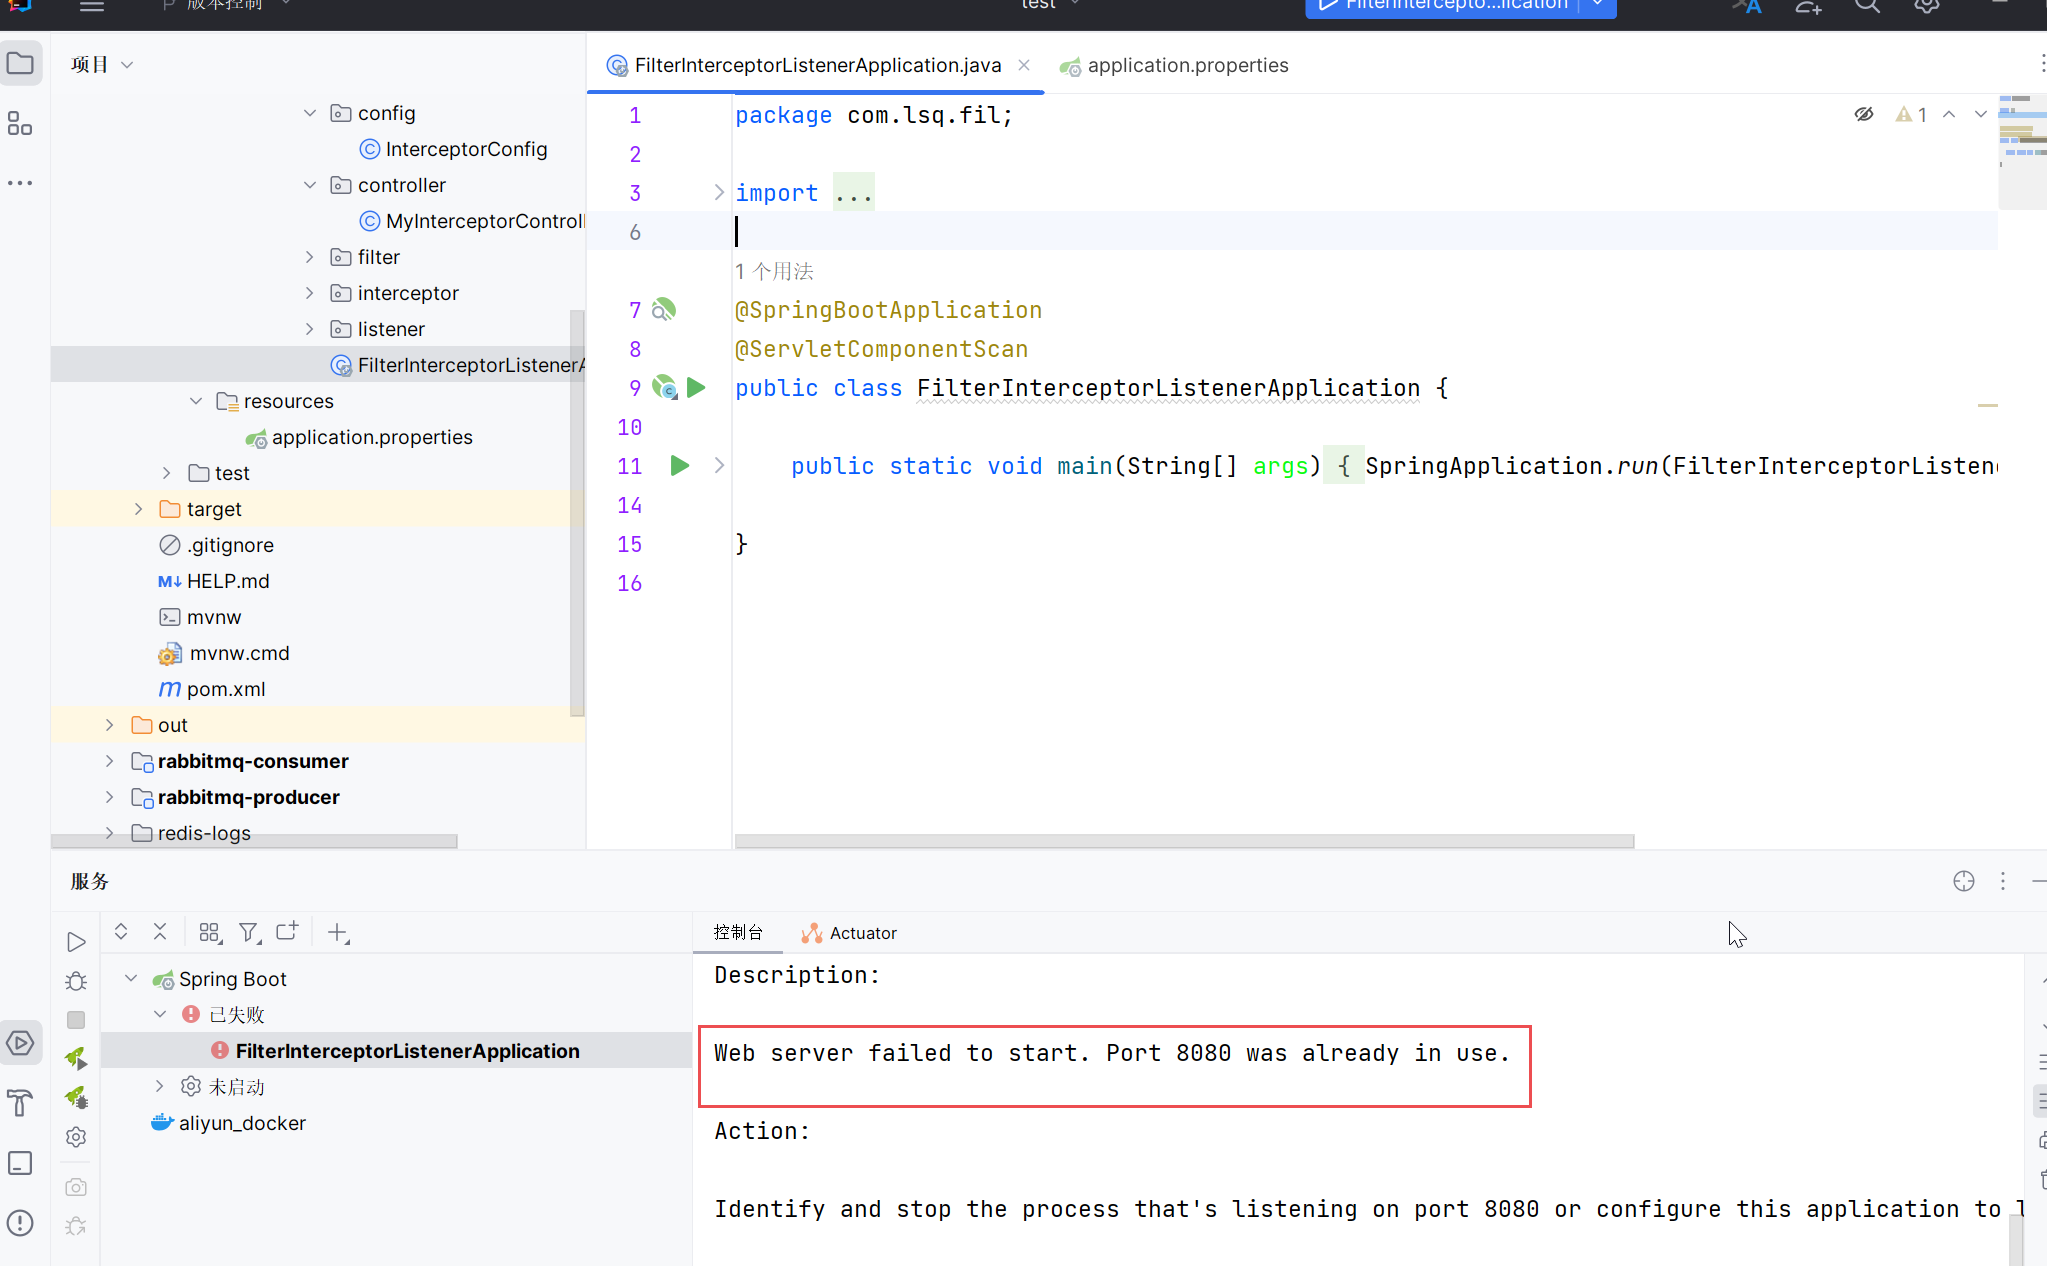 版本控制
test
FilterIntercepto...lication
项目
config
InterceptorConfig
controller
MyInterceptorControl
filter
interceptor
listener
FilterInterceptorListenerA
resources
application.properties
test
target
.gitignore
HELP.md
mvnw
mvnw.cmd
pom.xml
out
rabbitmq-consumer
rabbitmq-producer
redis-logs
FilterInterceptorListenerApplication.java
application.properties
1
1 package com.lsq.fil;
2
3 import ...
6
1 个用法
7 @SpringBootApplication
8 @ServletComponentScan
9 public class FilterInterceptorListenerApplication {
10
11 public static void main(String[] args) { SpringApplication.run(FilterInterceptorListen
14
15 }
16
服务
Spring Boot
已失败
FilterInterceptorListenerApplication
未启动
aliyun_docker
控制台
Actuator
Description:
Web server failed to start. Port 8080 was already in use.
Action:
Identify and stop the process that's listening on port 8080 or configure this application to l